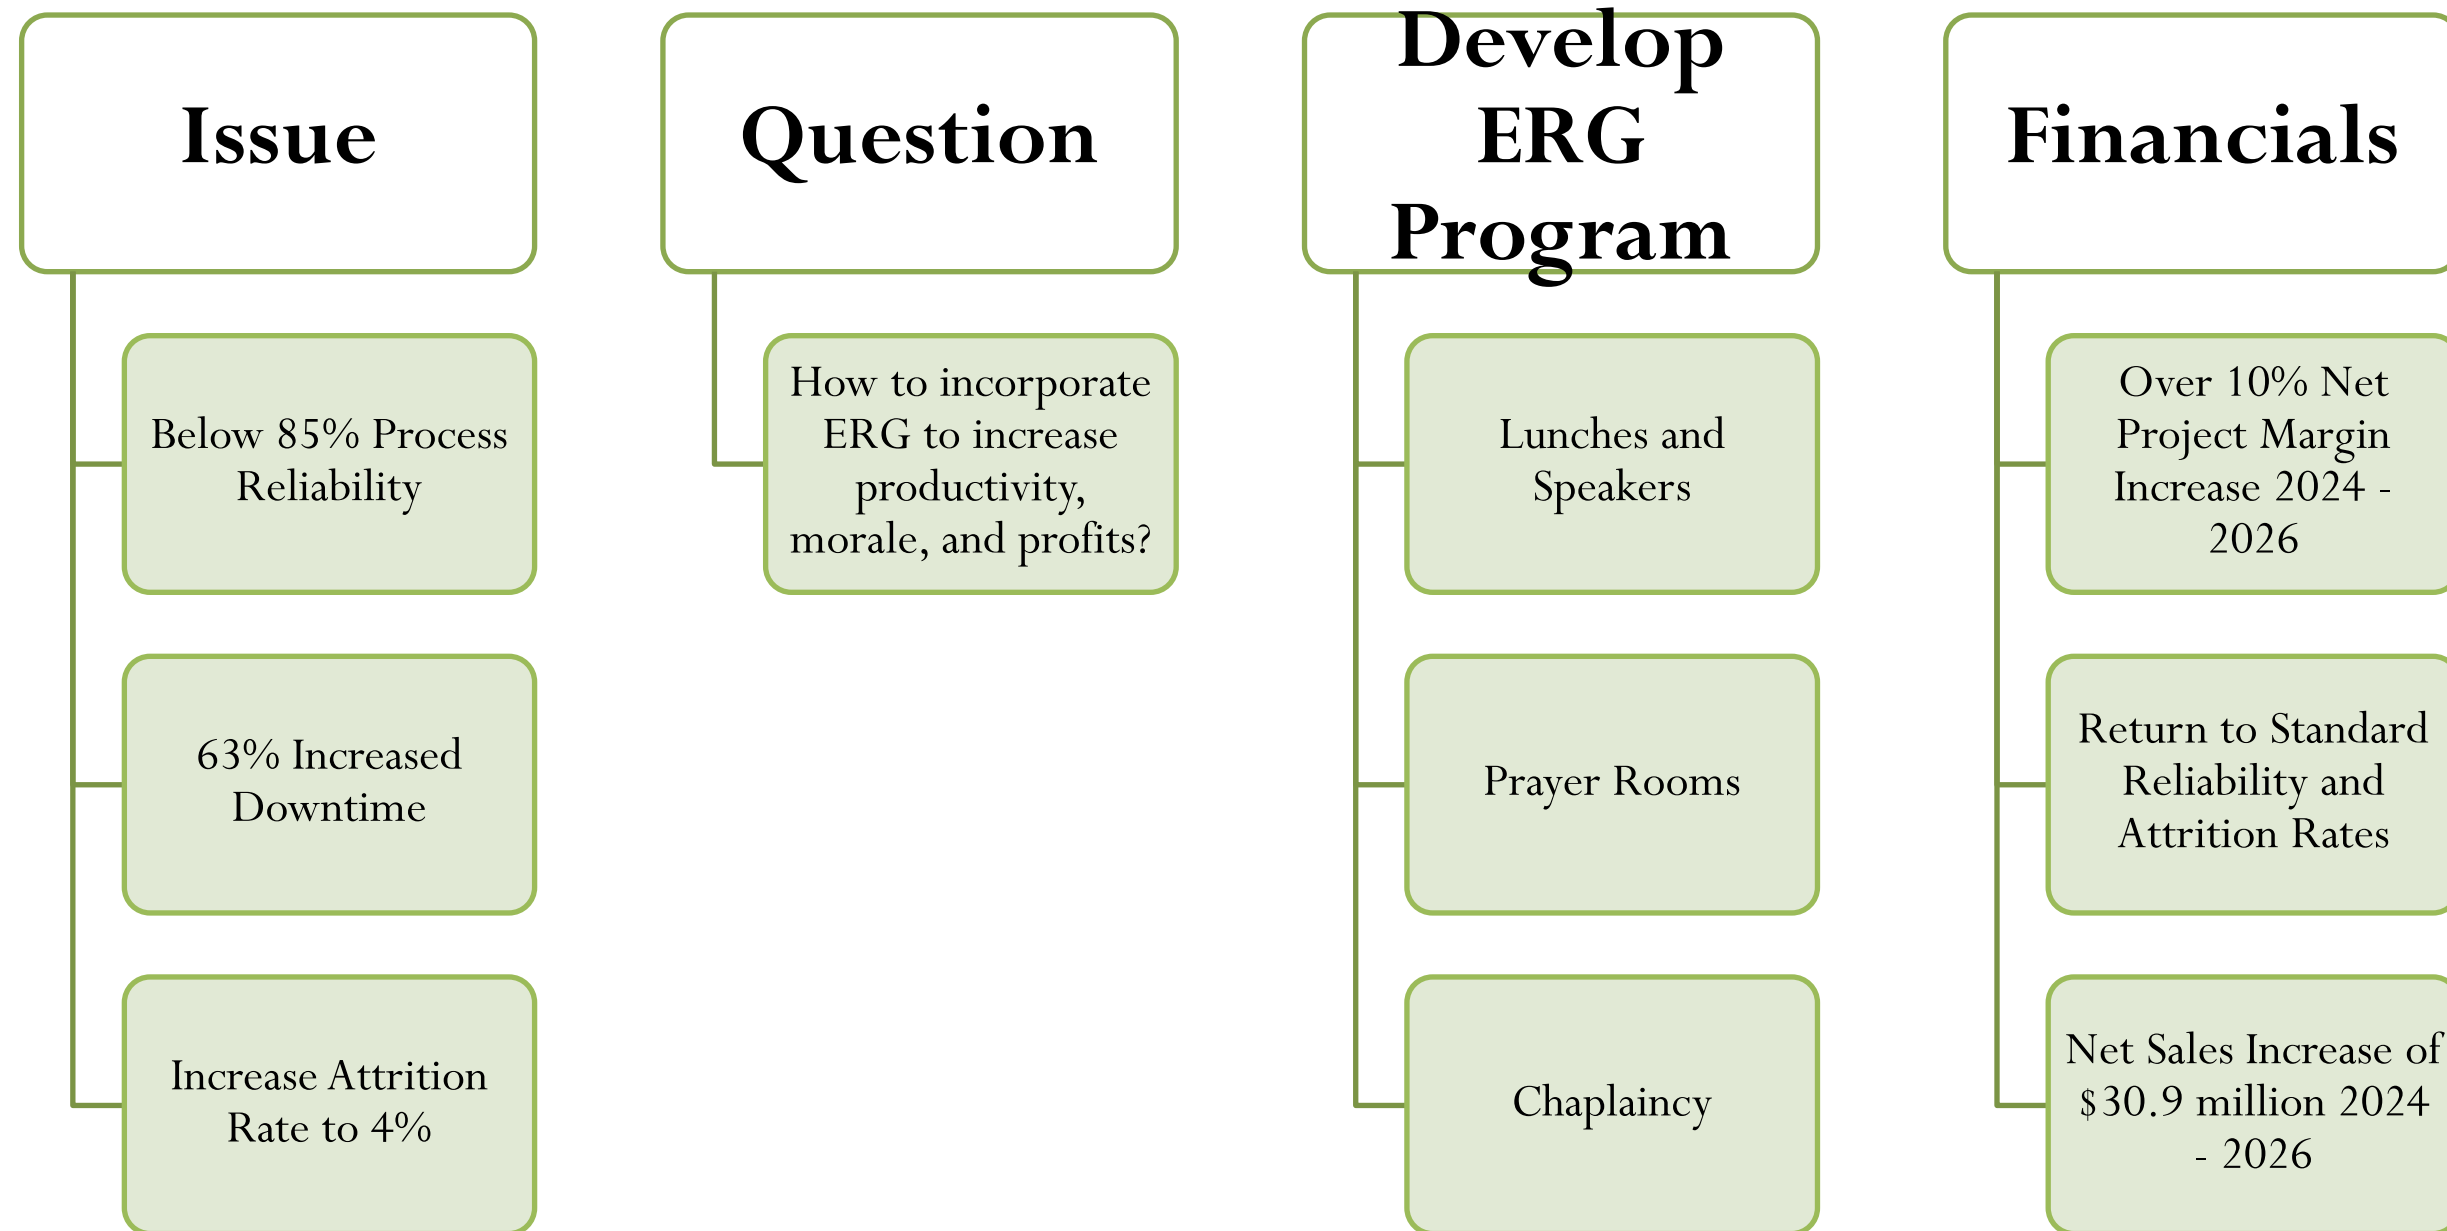 Issue
Below 85% Process
Reliability
63% Increased
Downtime
Increase Attrition
Rate to 4%
Question
How to incorporate
ERG to increase
productivity,
morale, and profits?
Develop
ERG
Program
Lunches and
Speakers
Prayer Rooms
Chaplaincy
Financials
Over 10% Net
Project Margin
Increase 2024 -
2026
Return to Standard
Reliability and
Attrition Rates
Net Sales Increase of
$30.9 million 2024
- 2026